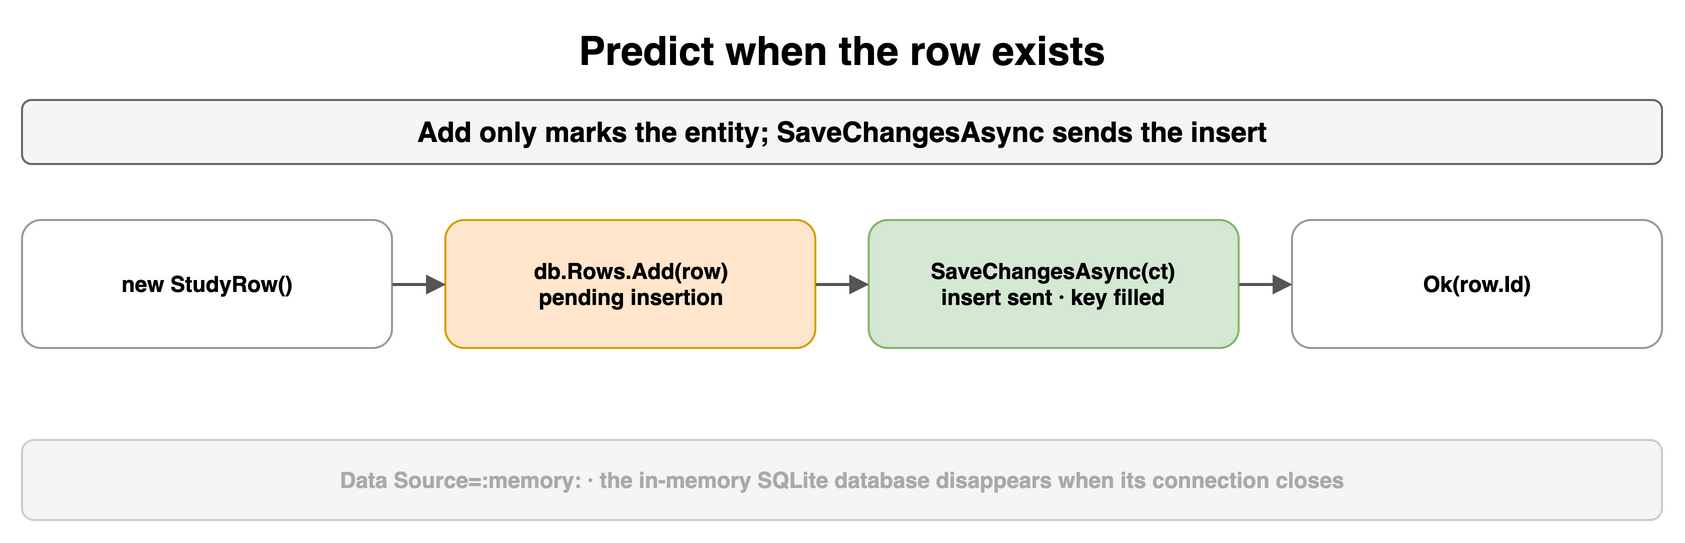 Predict when the row exists
Add only marks the entity; SaveChangesAsync sends the insert
new StudyRow()
db.Rows.Add(row)
pending insertion
SaveChangesAsync(ct)
insert sent · key filled
Ok(row.Id)
Data Source=:memory: · the in-memory SQLite database disappears when its connection closes